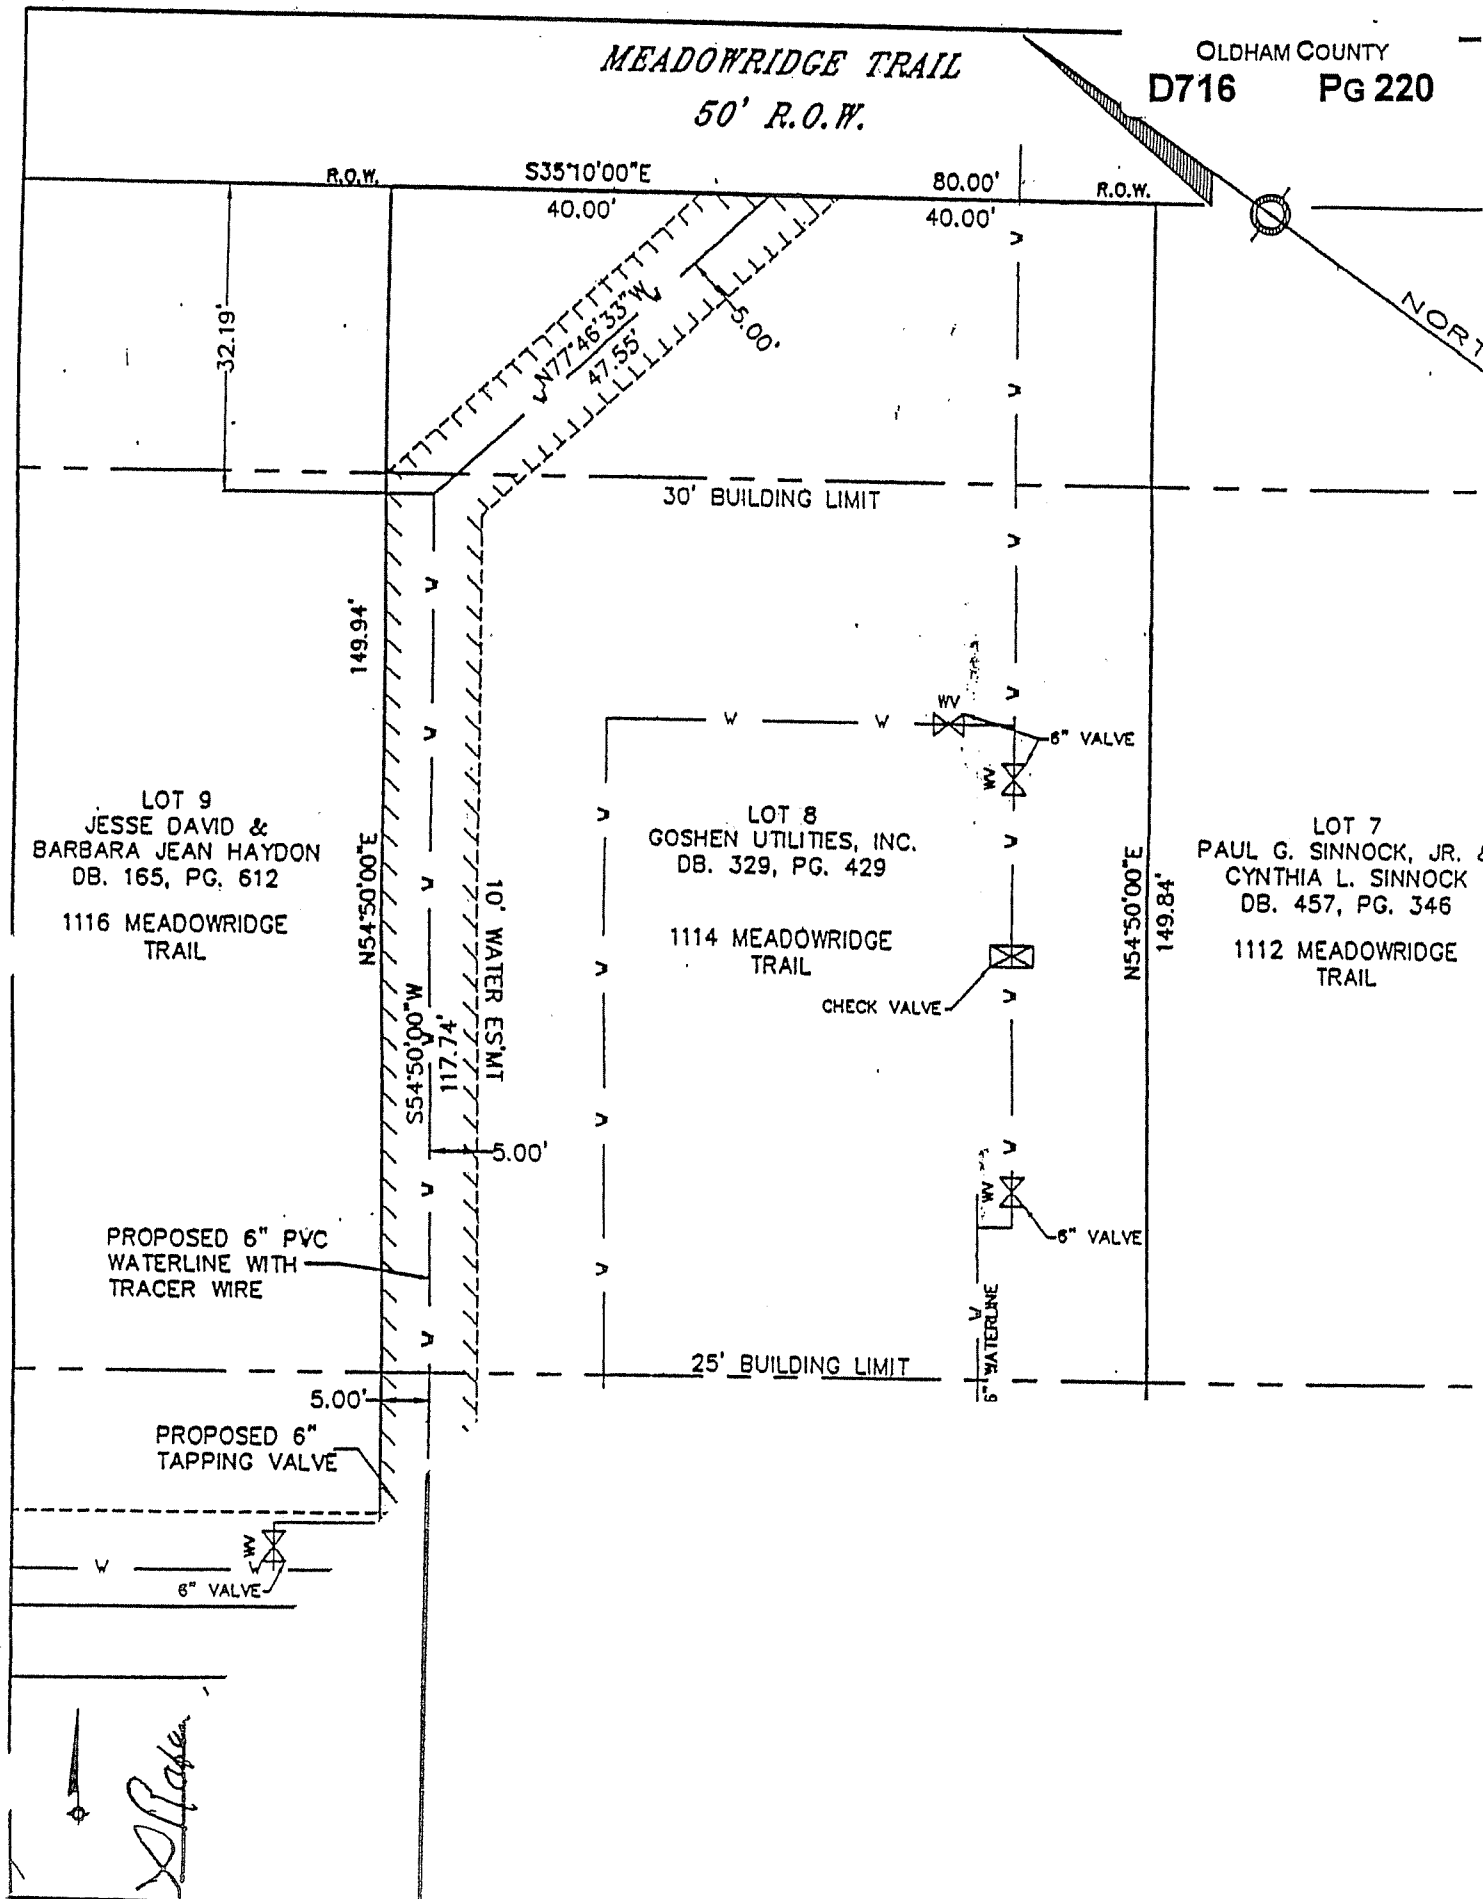 MEADOWRIDGE TRAIL
50' R.O.W.
OLDHAM COUNTY
D716 PG 220
R.O.W.
S35°10'00"E
80.00'
R.O.W.
40.00'
40.00'
32.19'
N77°46'33"W
47.55'
5.00'
30' BUILDING LIMIT
149.94'
N54°50'00"E
W
W
WV
6" VALVE
WV
LOT 9
JESSE DAVID &
BARBARA JEAN HAYDON
DB. 165, PG. 612
1116 MEADOWRIDGE
TRAIL
LOT 8
GOSHEN UTILITIES, INC.
DB. 329, PG. 429
1114 MEADOWRIDGE
TRAIL
LOT 7
PAUL G. SINNOCK, JR. &
CYNTHIA L. SINNOCK
DB. 457, PG. 346
1112 MEADOWRIDGE
TRAIL
N54°50'00"E
149.84'
10' WATER ES'MT
S54°50'00"W
117.74'
CHECK VALVE
5.00'
WV
6" VALVE
PROPOSED 6" PVC
WATERLINE WITH
TRACER WIRE
6" WATERLINE
25' BUILDING LIMIT
5.00'
PROPOSED 6"
TAPPING VALVE
WV
W
W
6" VALVE